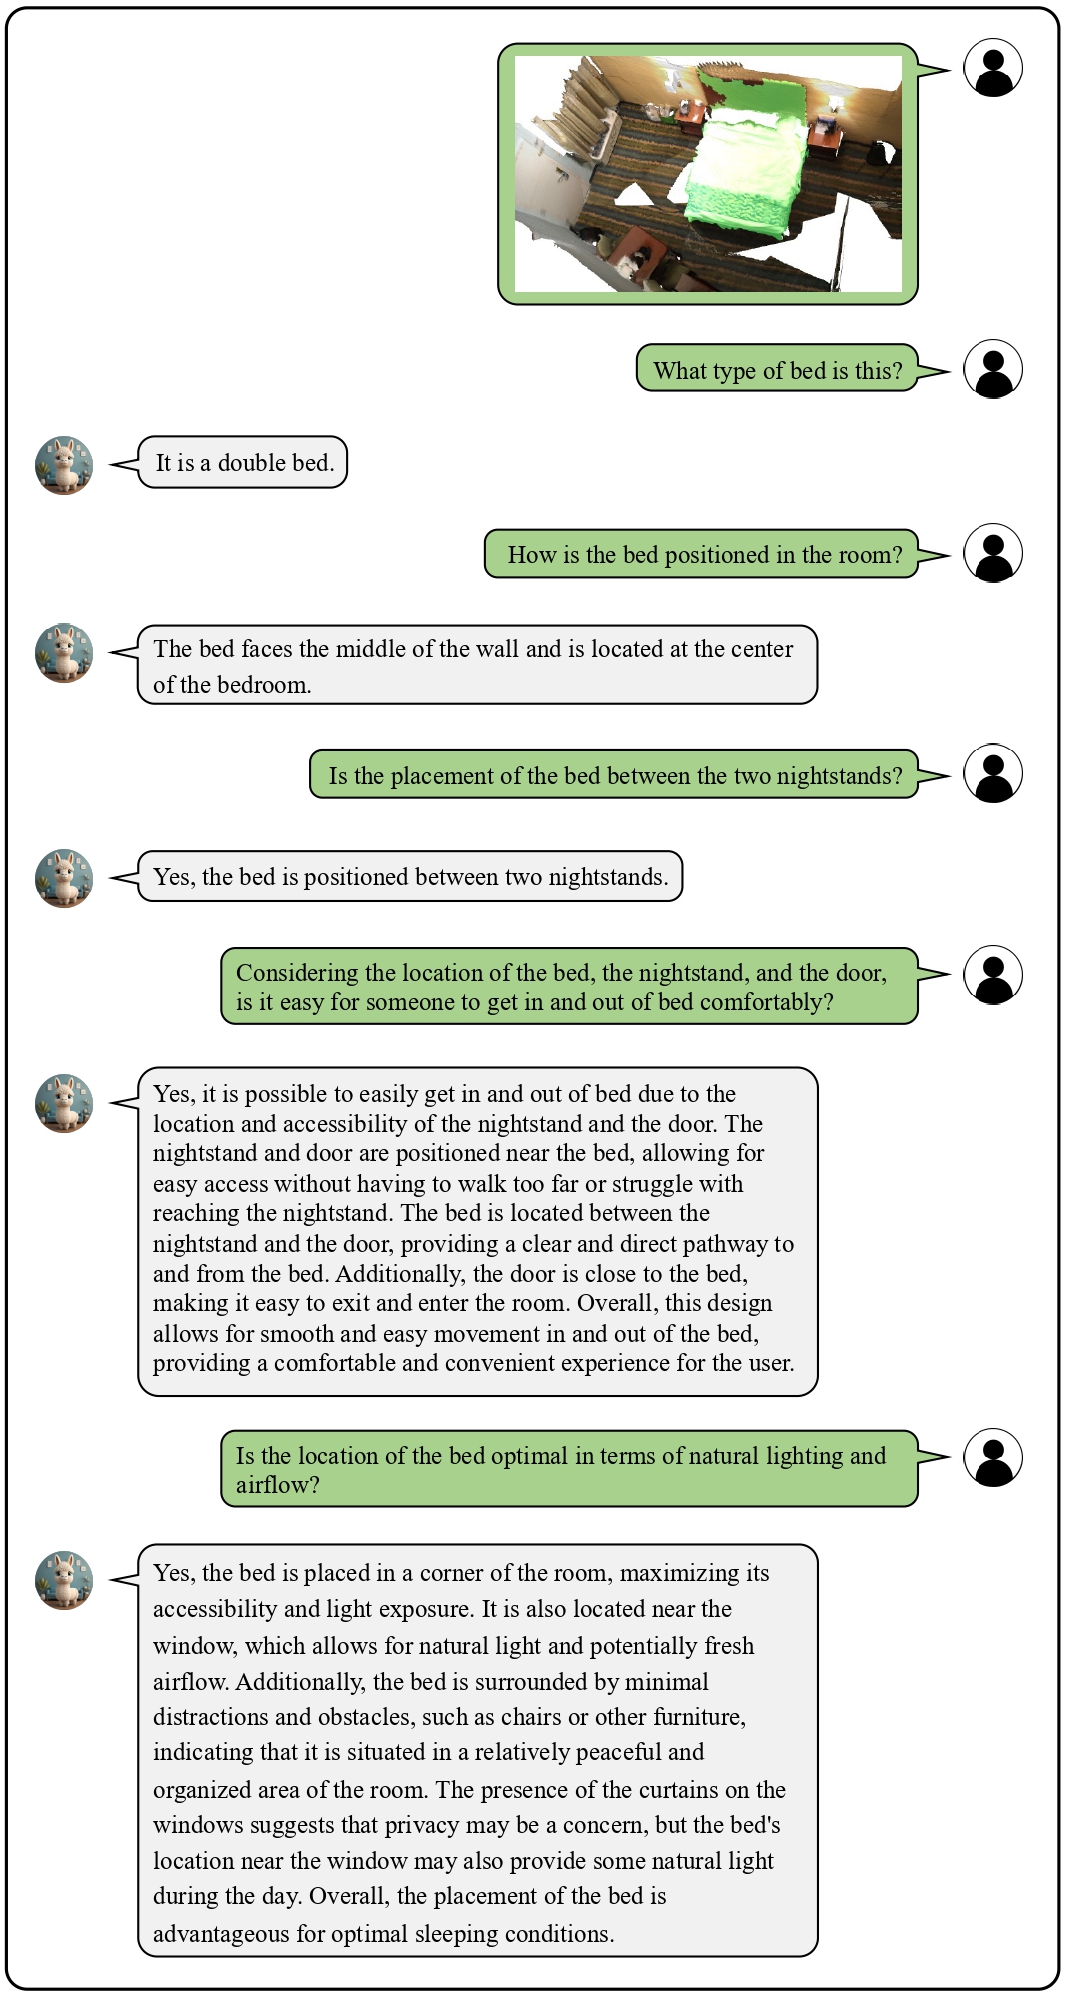 What type of bed is this?
It is a double bed.
How is the bed positioned in the room?
The bed faces the middle of the wall and is located at the center
of the bedroom.
Is the placement of the bed between the two nightstands?
Yes, the bed is positioned between two nightstands.
Considering the location of the bed, the nightstand, and the door,
is it easy for someone to get in and out of bed comfortably?
Yes, it is possible to easily get in and out of bed due to the
location and accessibility of the nightstand and the door. The
nightstand and door are positioned near the bed, allowing for
easy access without having to walk too far or struggle with
reaching the nightstand. The bed is located between the
nightstand and the door, providing a clear and direct pathway to
and from the bed. Additionally, the door is close to the bed,
making it easy to exit and enter the room. Overall, this design
allows for smooth and easy movement in and out of the bed,
providing a comfortable and convenient experience for the user.
Is the location of the bed optimal in terms of natural lighting and
airflow?
Yes, the bed is placed in a corner of the room, maximizing its
accessibility and light exposure. It is also located near the
window, which allows for natural light and potentially fresh
airflow. Additionally, the bed is surrounded by minimal
distractions and obstacles, such as chairs or other furniture,
indicating that it is situated in a relatively peaceful and
organized area of the room. The presence of the curtains on the
windows suggests that privacy may be a concern, but the bed's
location near the window may also provide some natural light
during the day. Overall, the placement of the bed is
advantageous for optimal sleeping conditions.